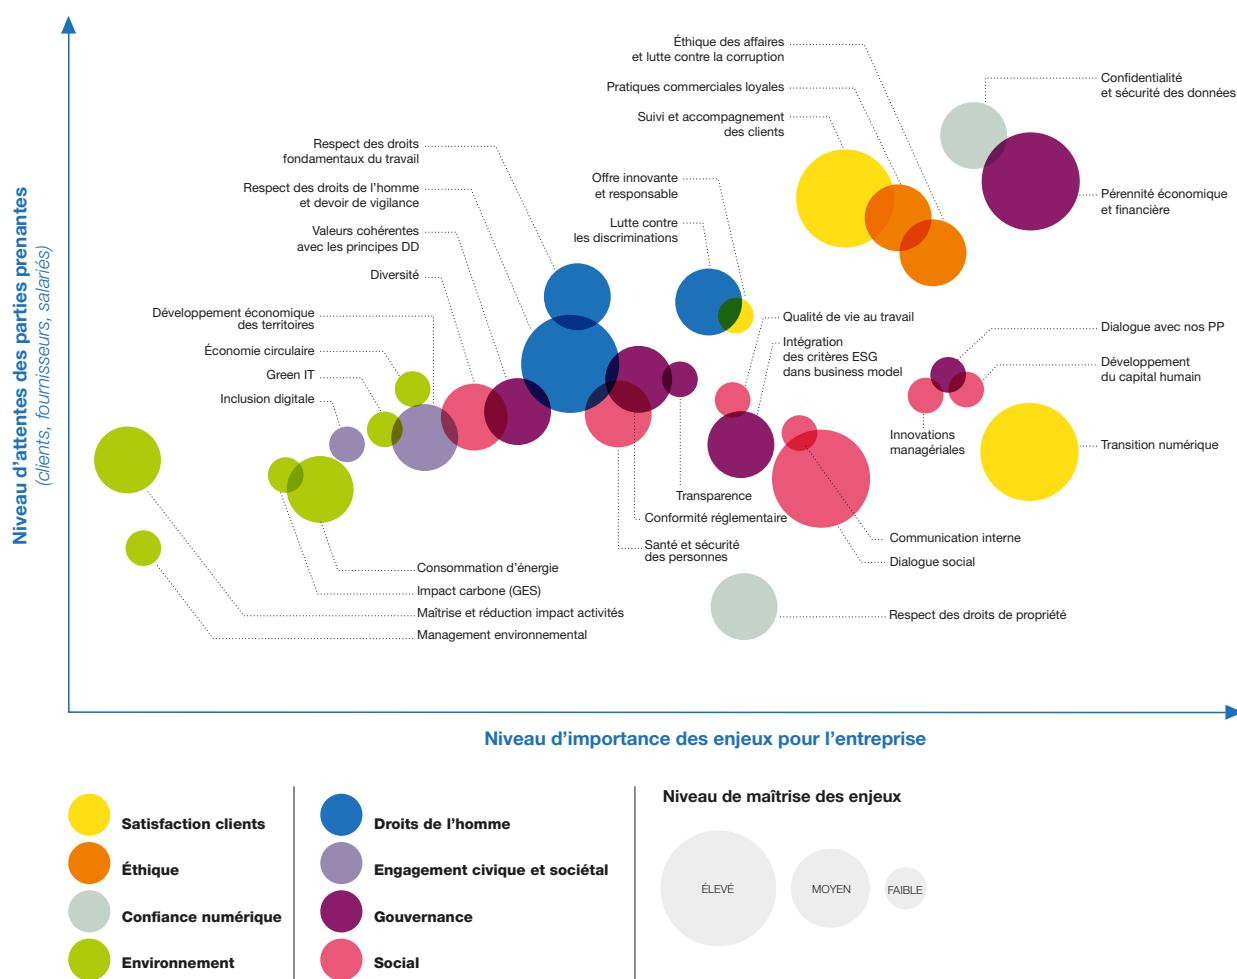 Éthique des affaires
et lutte contre la corruption
Pratiques commerciales loyales
Suivi et accompagnement
des clients
Confidentialité
et sécurité des données
Respect des droits
fondamentaux du travail
Respect des droits de l’homme
et devoir de vigilance
Offre innovante
et responsable
Pérennité économique
et financière
Valeurs cohérentes
avec les principes DD
Lutte contre
les discriminations
Diversité
Développement économique
des territoires
Qualité de vie au travail
Dialogue avec nos PP
Économie circulaire
Intégration
des critères ESG
dans business model
Développement
du capital humain
Green IT
Inclusion digitale
Innovations
managériales
Transition numérique
Transparence
Conformité réglementaire
Santé et sécurité
des personnes
Communication interne
Dialogue social
Consommation d’énergie
Impact carbone (GES)
Maîtrise et réduction impact activités
Management environnemental
Respect des droits de propriété
Niveau d’attentes des parties prenantes
(clients, fournisseurs, salariés)
Niveau d’importance des enjeux pour l’entreprise
Satisfaction clients
Éthique
Confiance numérique
Environnement
Droits de l’homme
Engagement civique et sociétal
Gouvernance
Social
Niveau de maîtrise des enjeux
ÉLEVÉ
MOYEN
FAIBLE